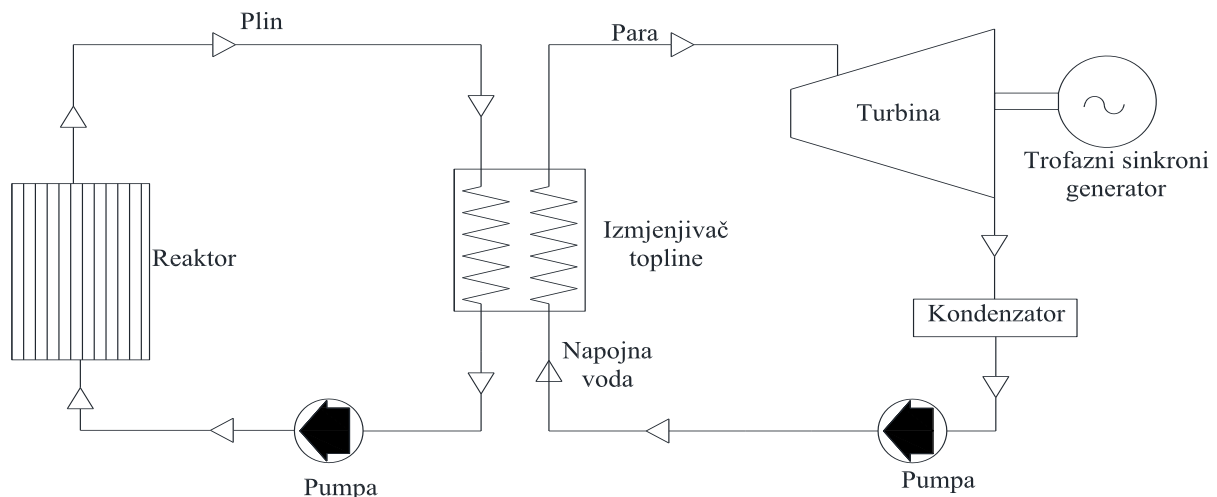 Plin
Para
Turbina
Trofazni sinkroni
generator
Reaktor
Izmjenjivač
topline
Kondenzator
Napojna
voda
Pumpa
Pumpa